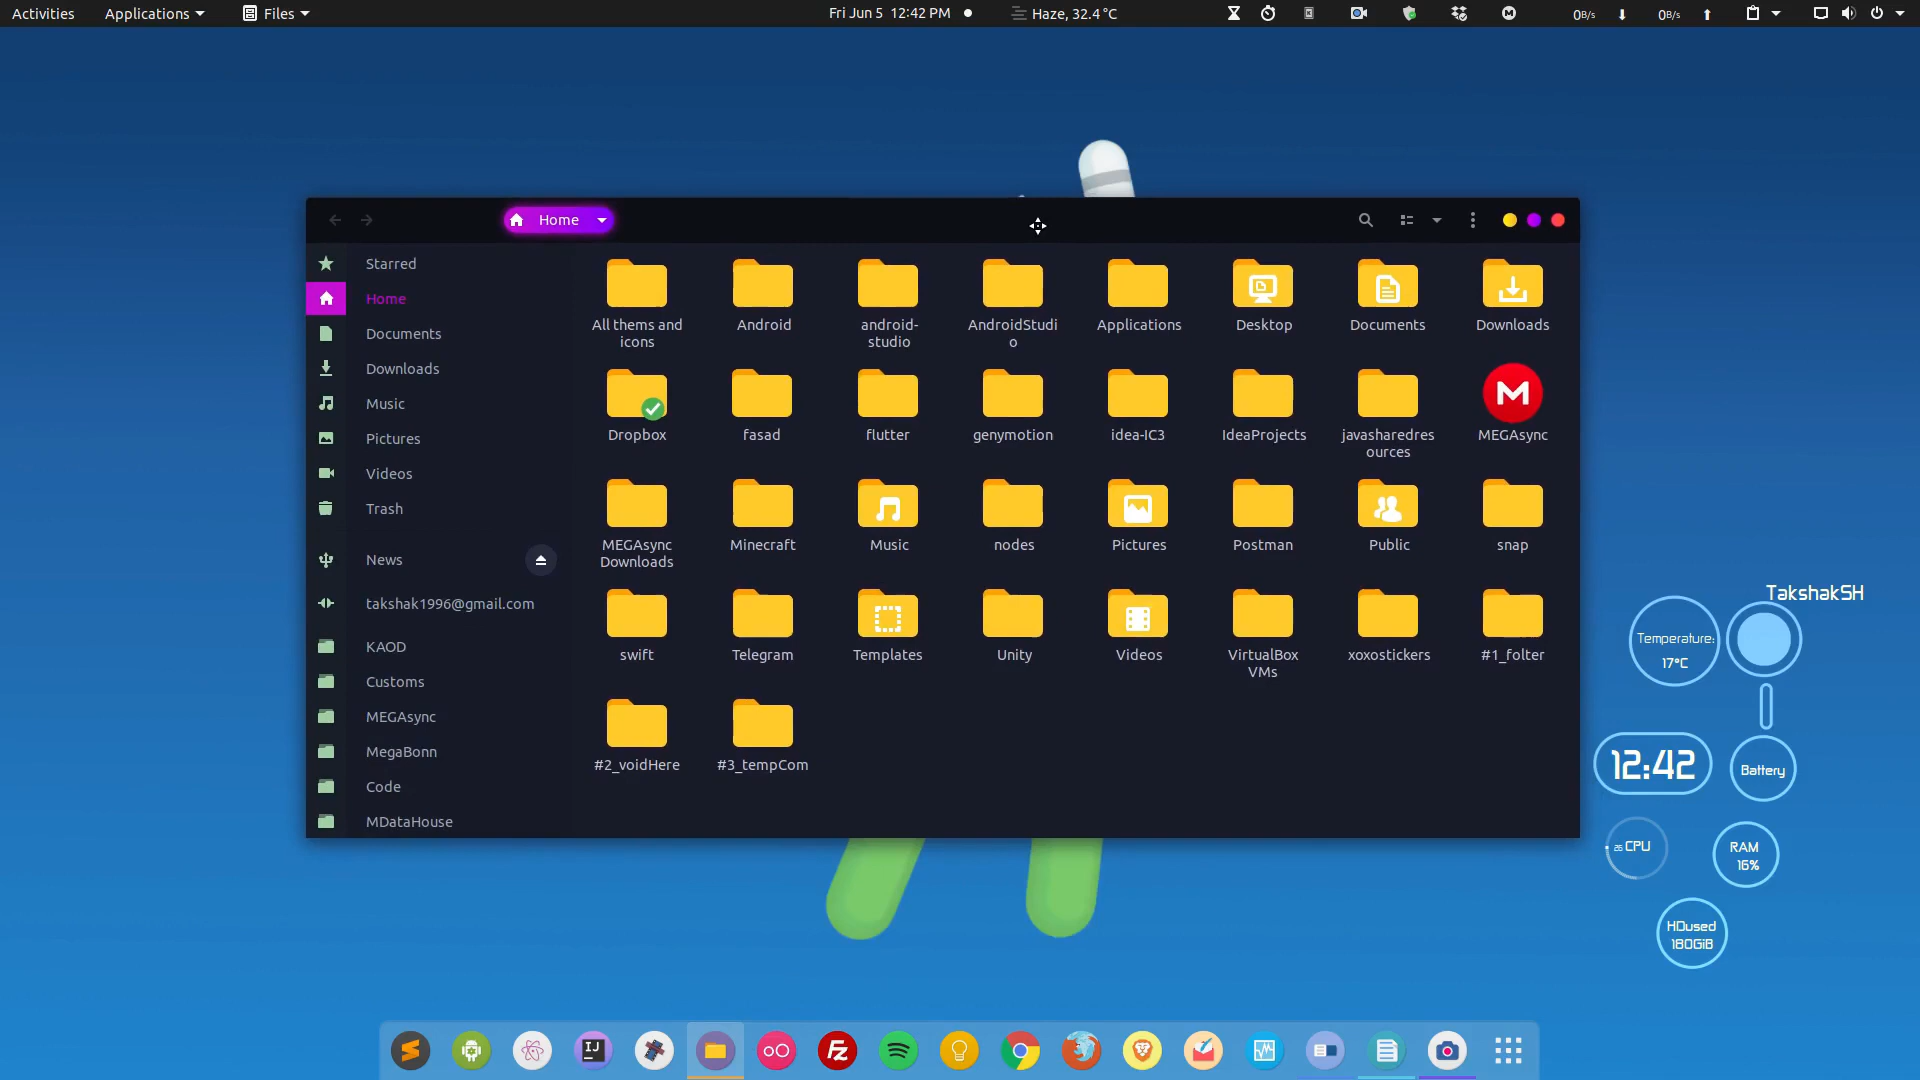 Activities
Applications
Files
Fri Jun 5 12:42 PM
Haze, 32.4 °C
0B/s
0B/s
Home
Starred
Home
Documents
Downloads
Music
Pictures
Videos
Trash
News
takshak1996@gmail.com
KAOD
Customs
MEGAsync
MegaBonn
Code
MDataHouse
All thems and
icons
Android
android-
studio
AndroidStudi
o
Applications
Desktop
Documents
Downloads
Dropbox
fasad
flutter
genymotion
idea-IC3
IdeaProjects
javasharedres
ources
M
MEGAsync
MEGAsync
Downloads
Minecraft
Music
nodes
Pictures
Postman
Public
snap
swift
Telegram
Templates
Unity
Videos
VirtualBox
VMs
xoxostickers
#1_folter
#2_voidHere
#3_tempCom
TakshakSH
Temperature:
17°C
12:42
Battery
26 CPU
RAM
16%
HDused
180GiB
IJ
Fz